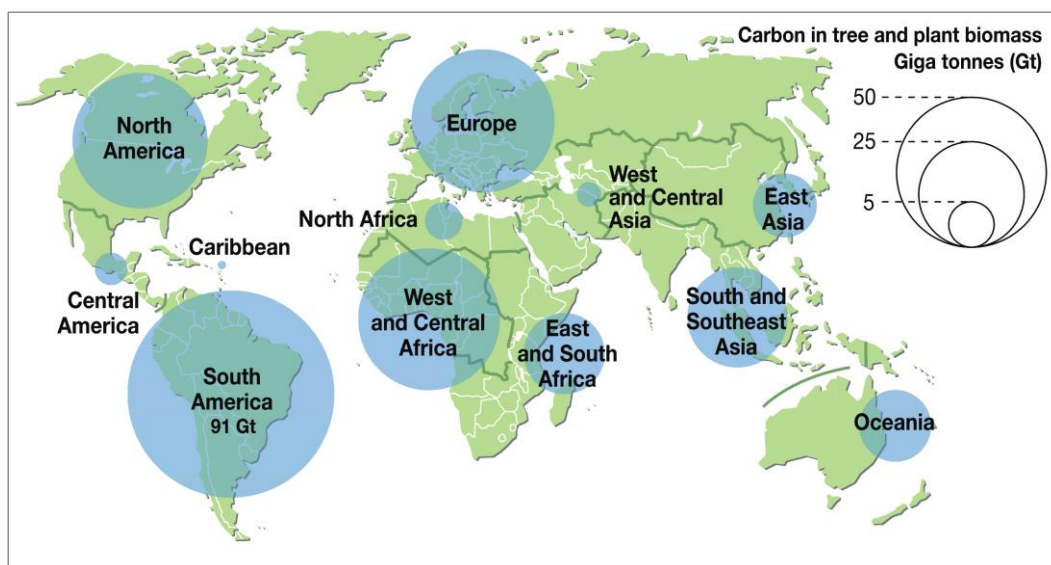 Carbon in tree and plant biomass
Giga tonnes (Gt)
50
25
5
North
America
Europe
West
and Central
Asia
East
Asia
North Africa
Caribbean
Central
America
West
and Central
Africa
East
and South
Africa
South and
Southeast
Asia
South
America
91 Gt
Oceania